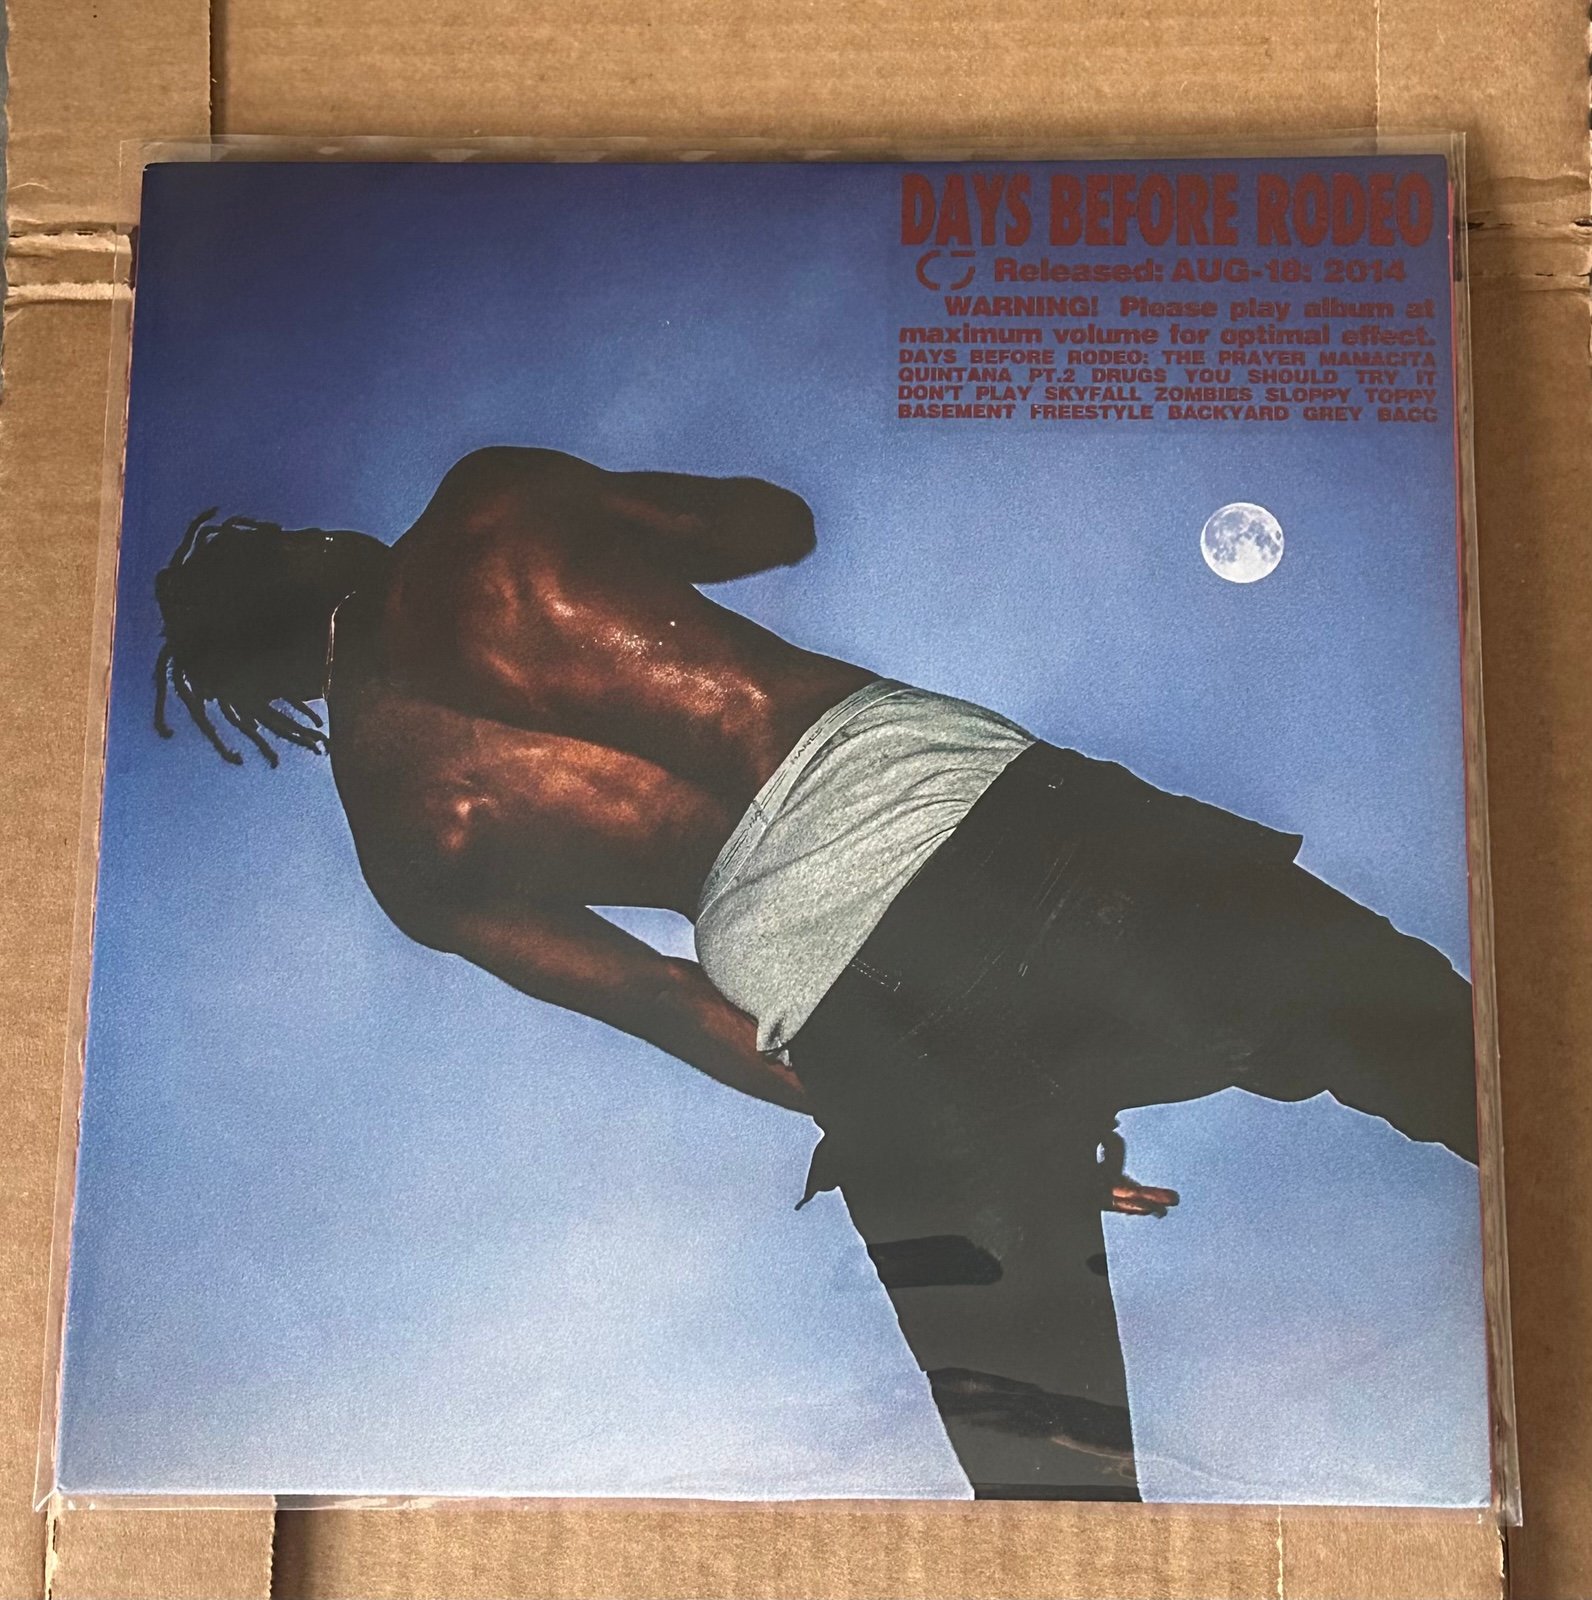 DAYS BEFORE RODEO
Released: AUG-18: 2014
WARNING! Please play album at
maximum volume for optimal effect.
DAYS BEFORE RODEO: THE PRAYER MAMACITA
QUINTANA PT.2 DRUGS YOU SHOULD TRY IT
DON'T PLAY SKYFALL ZOMBIES SLOPPY TOPPY
BASEMENT FREESTYLE BACKYARD GREY BACC
HANES